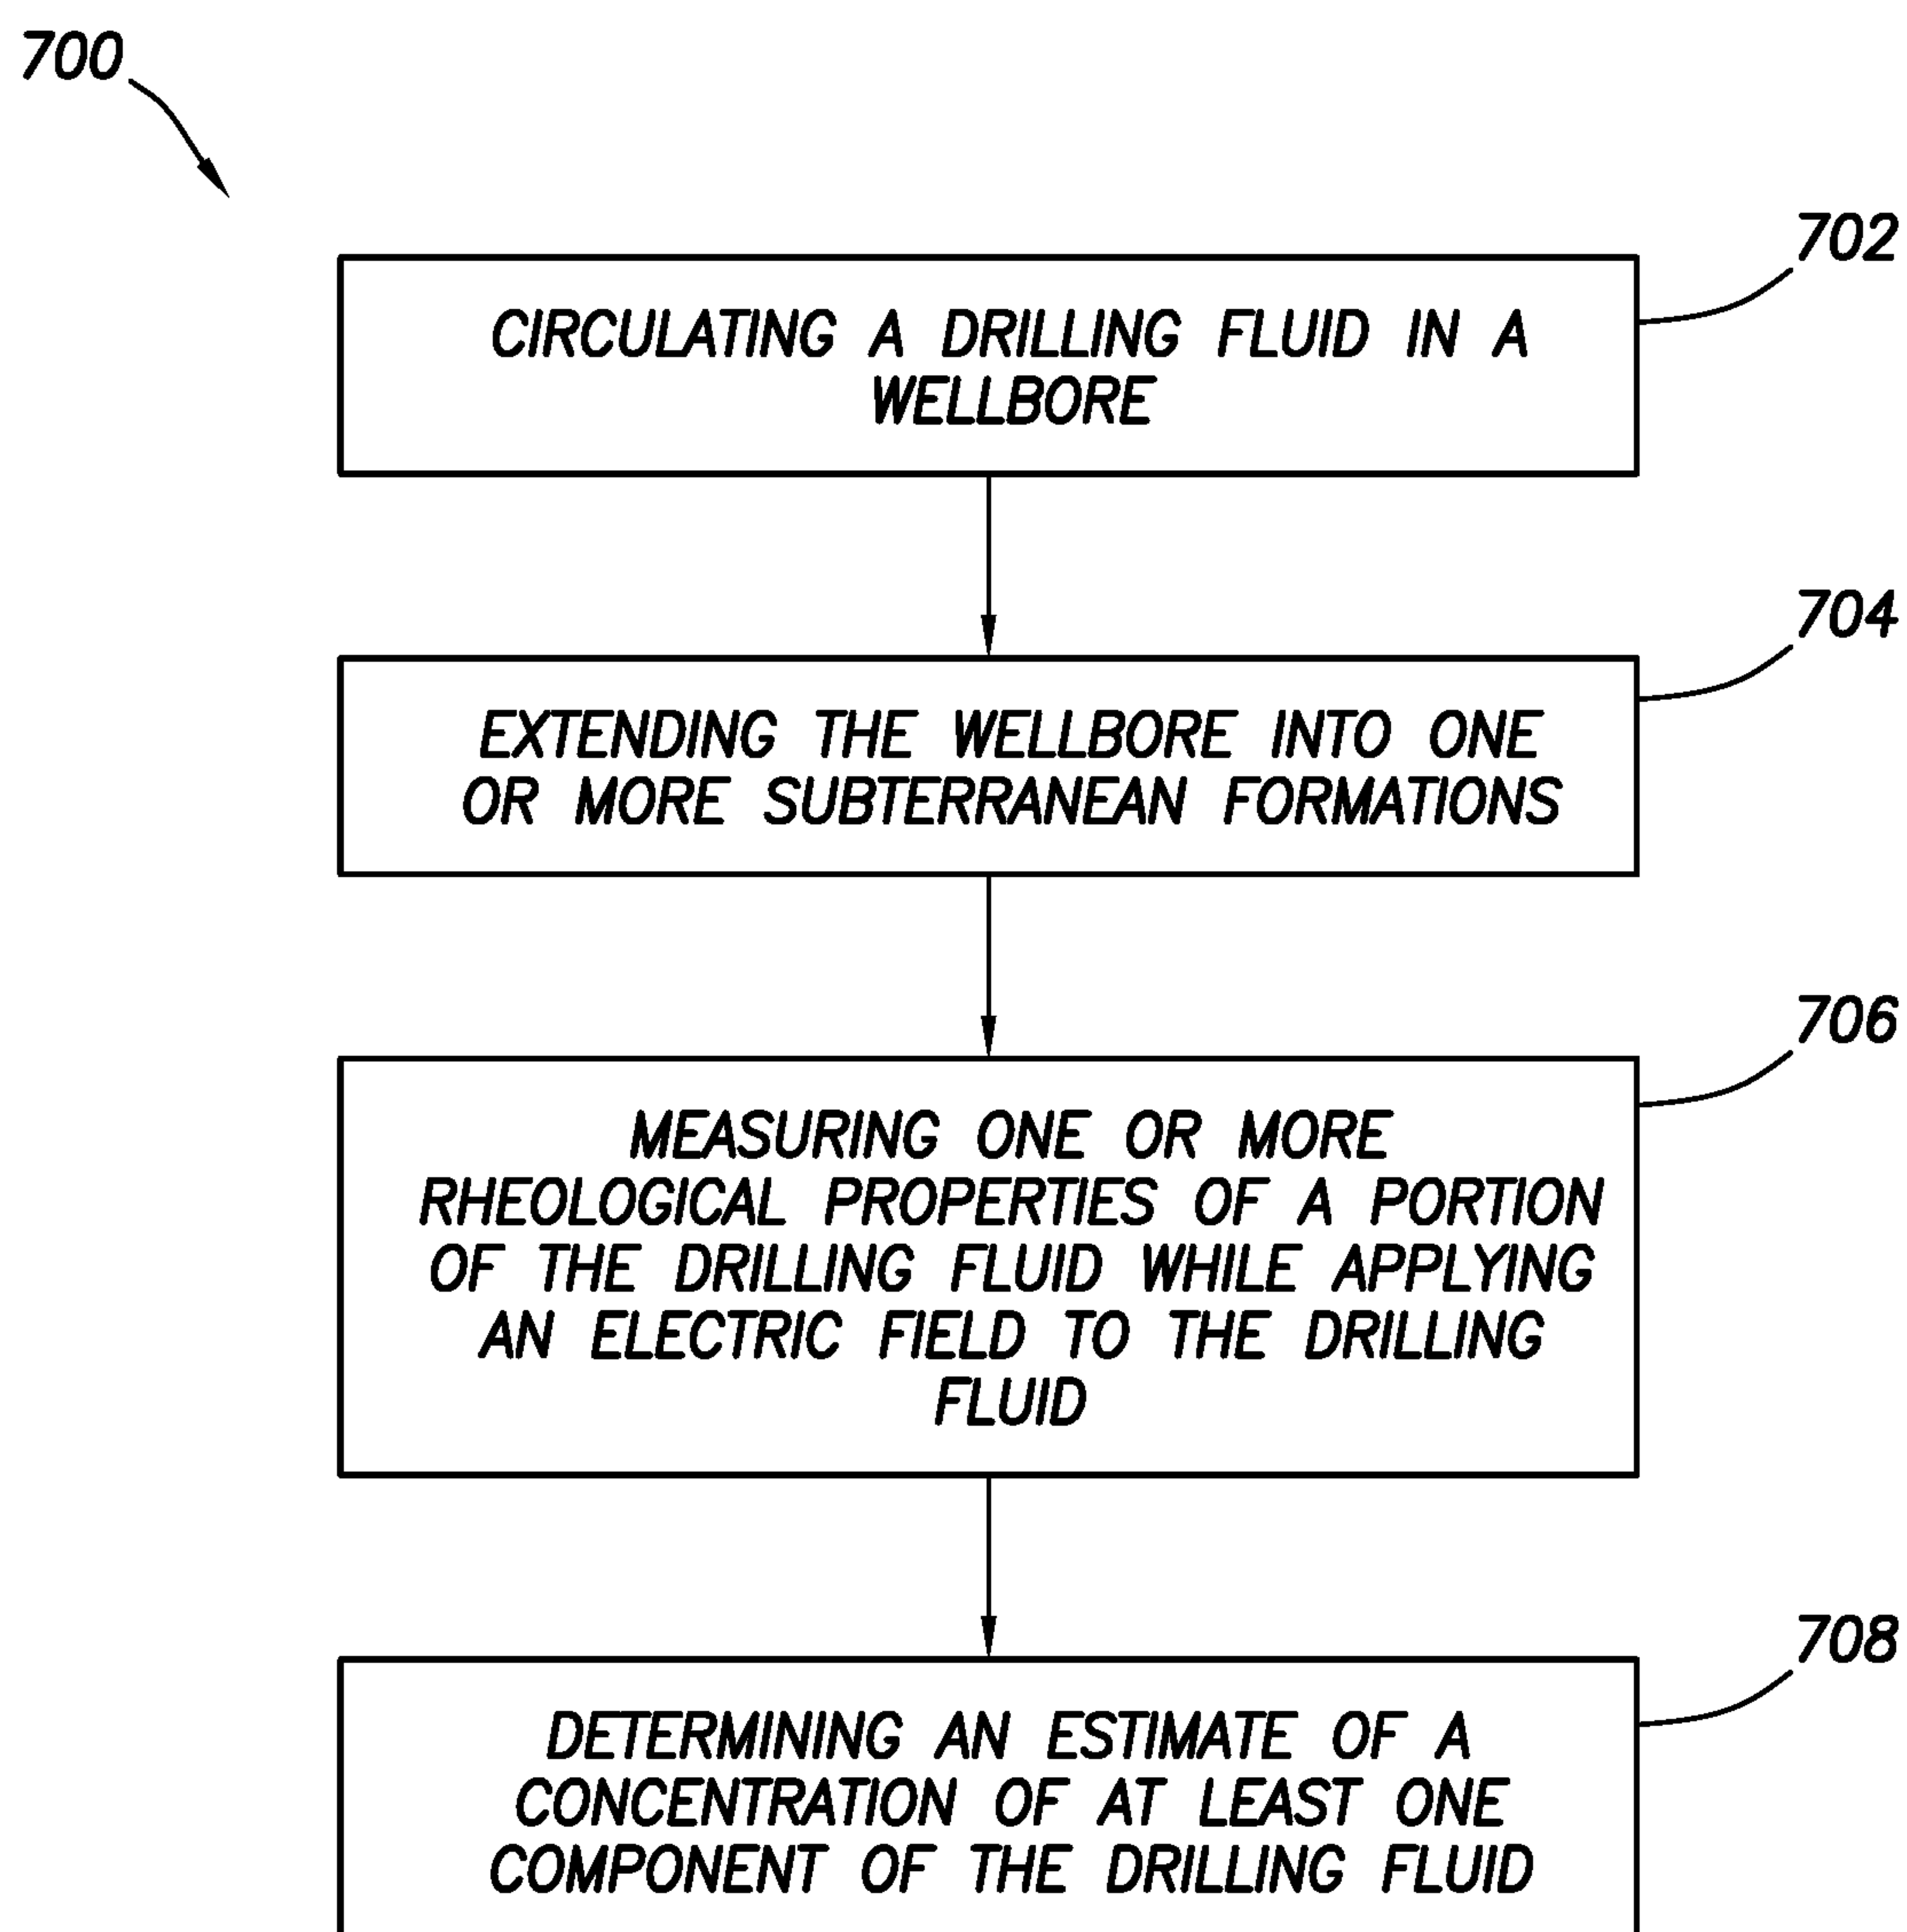 700
702
CIRCULATING A DRILLING FLUID IN A
WELLBORE
704
EXTENDING THE WELLBORE INTO ONE
OR MORE SUBTERRANEAN FORMATIONS
706
MEASURING ONE OR MORE
RHEOLOGICAL PROPERTIES OF A PORTION
OF THE DRILLING FLUID WHILE APPLYING
AN ELECTRIC FIELD TO THE DRILLING
FLUID
708
DETERMINING AN ESTIMATE OF A
CONCENTRATION OF AT LEAST ONE
COMPONENT OF THE DRILLING FLUID